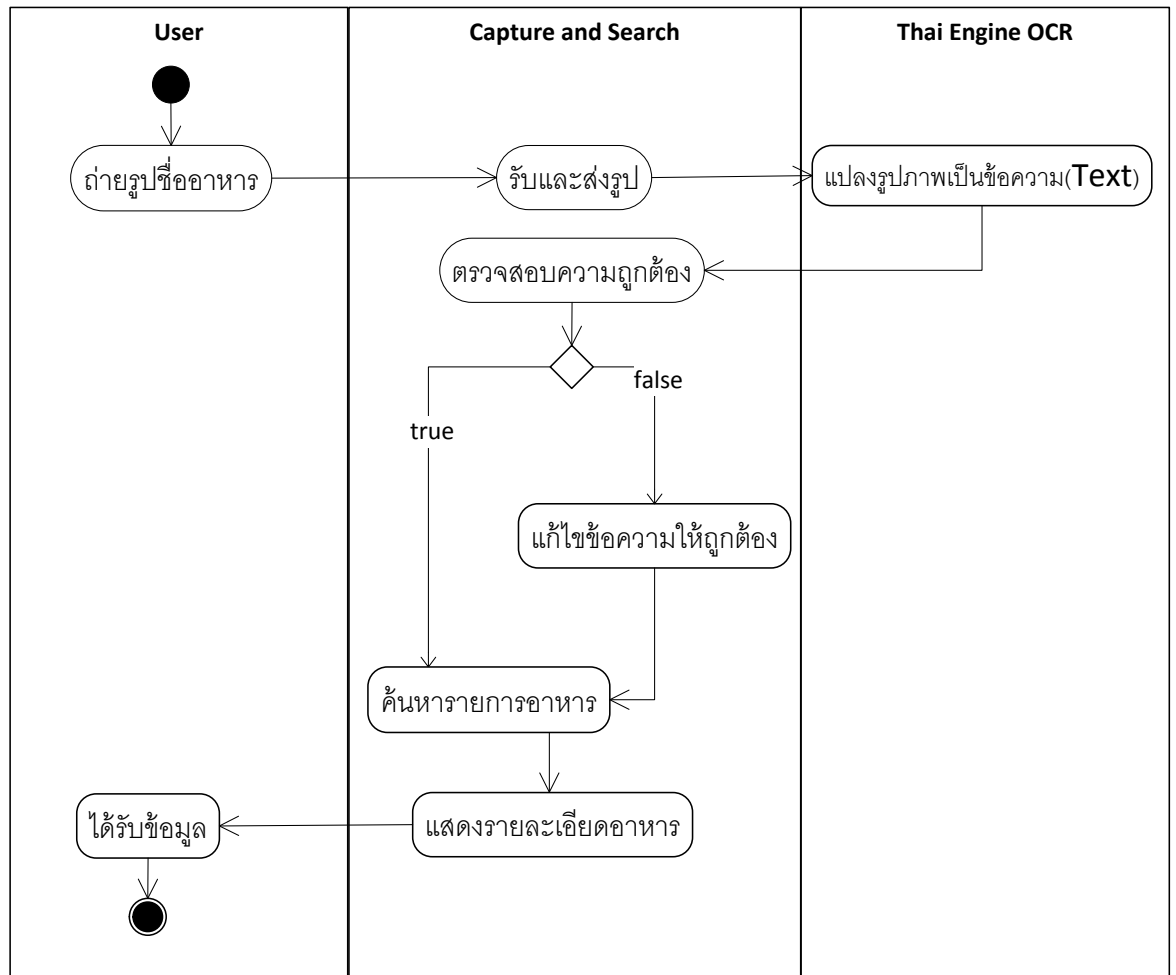 User
Capture and Search
Thai Engine OCR
ถ่ายรูปชื่ออาหาร
รับและส่งรูป
แปลงรูปภาพเป็นข้อความ(Text)
ตรวจสอบความถูกต้อง
false
true
แก้ไขข้อความให้ถูกต้อง
ค้นหารายการอาหาร
แสดงรายละเอียดอาหาร
ได้รับข้อมูล